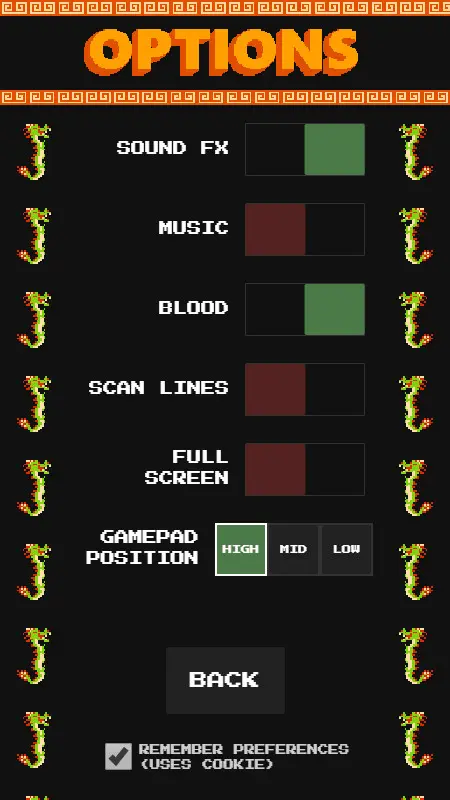 OPTIONS
SOUND FX
MUSIC
BLOOD
SCAN LINES
FULL
SCREEN
GAMEPAD
POSITION
HIGH MID LOW
BACK
REMEMBER PREFERENCES
(USES COOKIE)